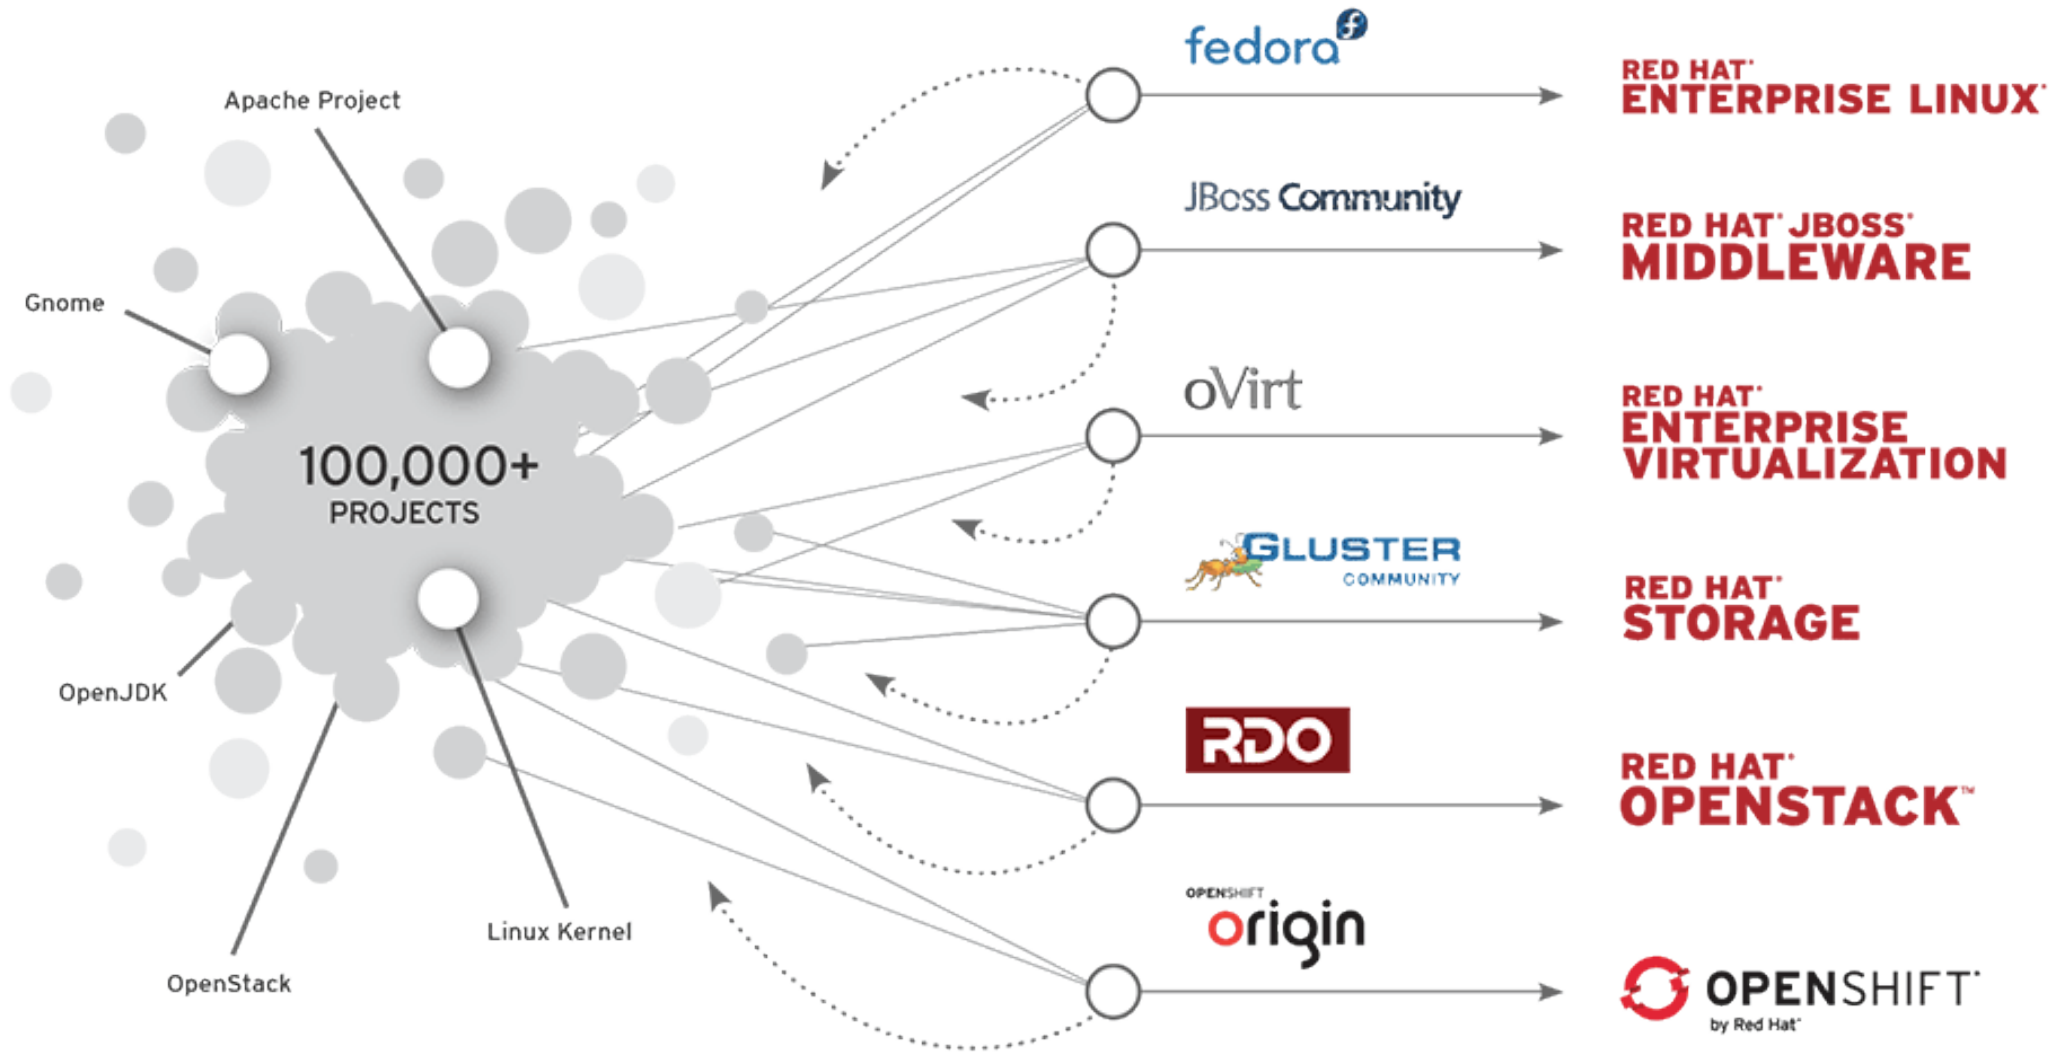 Apache Project
Gnome
100,000+
PROJECTS
OpenJDK
OpenStack
Linux Kernel
fedora
RED HAT®
ENTERPRISE LINUX®
JBoss Community
RED HAT® JBOSS®
MIDDLEWARE
oVirt
RED HAT®
ENTERPRISE
VIRTUALIZATION
GLUSTER
COMMUNITY
RED HAT®
STORAGE
RDO
RED HAT®
OPENSTACK™
OPENSHIFT
origin
OPENSHIFT®
by Red Hat®